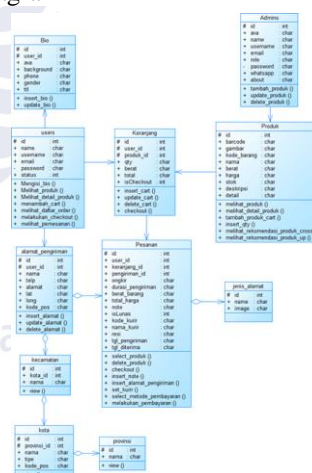 Bio
# id : int
# user_id : int
+ ava : char
+ background : char
+ phone : char
+ gender : char
+ ttl : char
+ insert_bio ()
+ update_bio ()
Admins
# id : int
+ ava : char
+ name : char
+ username : char
+ email : char
+ role : char
- password : char
+ whatsapp : char
+ about : char
+ tambah_produk ()
+ update_produk ()
+ delete_produk ()
users
# id : int
+ name : char
+ username : char
+ email : char
- password : char
+ status : int
+ Mengisi_bio ()
+ Melihat_produk ()
+ Melihat_detail_produk ()
+ menambah_cart ()
+ melihat_daftar_order ()
+ melakukan_checkout ()
+ melihat_pemesanan ()
Keranjang
# id : int
# user_id : int
# produk_id : int
+ qty : char
+ berat : char
+ total : char
+ isCheckout : int
+ insert_cart ()
+ update_cart ()
+ delete_cart ()
+ checkout ()
Produk
# id : int
+ barcode : char
+ gambar : char
+ kode_barang : char
+ nama : char
+ berat : char
+ harga : char
+ stok : char
+ deskripsi : char
+ detail : char
+ melihat_produk ()
+ melihat_detail_produk ()
+ tambah_produk_cart ()
+ insert_qty ()
+ melihat_rekomendasi_produk_cross
+ melihat_rekomendasi_produk_up ()
alamat_pengiriman
# id : int
# user_id : int
+ nama : char
+ telp : char
+ alamat : char
+ lat : char
+ long : char
+ kode_pos : char
+ insert_alamat ()
+ update_alamat ()
+ delete_alamat ()
Pesanan
# id : int
# user_id : int
# keranjang_id : int
# pengiriman_id : int
+ ongkir : char
+ durasi_pengiriman : char
+ berat_barang : char
+ total_harga : char
+ note : char
+ isLunas : char
+ kode_kurir : char
+ nama_kurir : char
+ resi : char
+ tgl_pengiriman : char
+ tgl_diterima : char
+ select_produk ()
+ delete_produk ()
+ checkout ()
+ insert_note ()
+ insert_alamat_pengiriman ()
+ set_kurir ()
+ select_metode_pembayaran ()
+ melakukan_pembayaran ()
jenis_alamat
# id : int
+ name : char
+ image : char
kecamatan
# id : int
# kota_id : int
+ nama : char
+ view ()
kota
# id : int
# provinsi_id : int
+ nama : char
+ tipe : char
+ kode_pos : char
provinsi
# id : int
+ nama : char
+ view ()